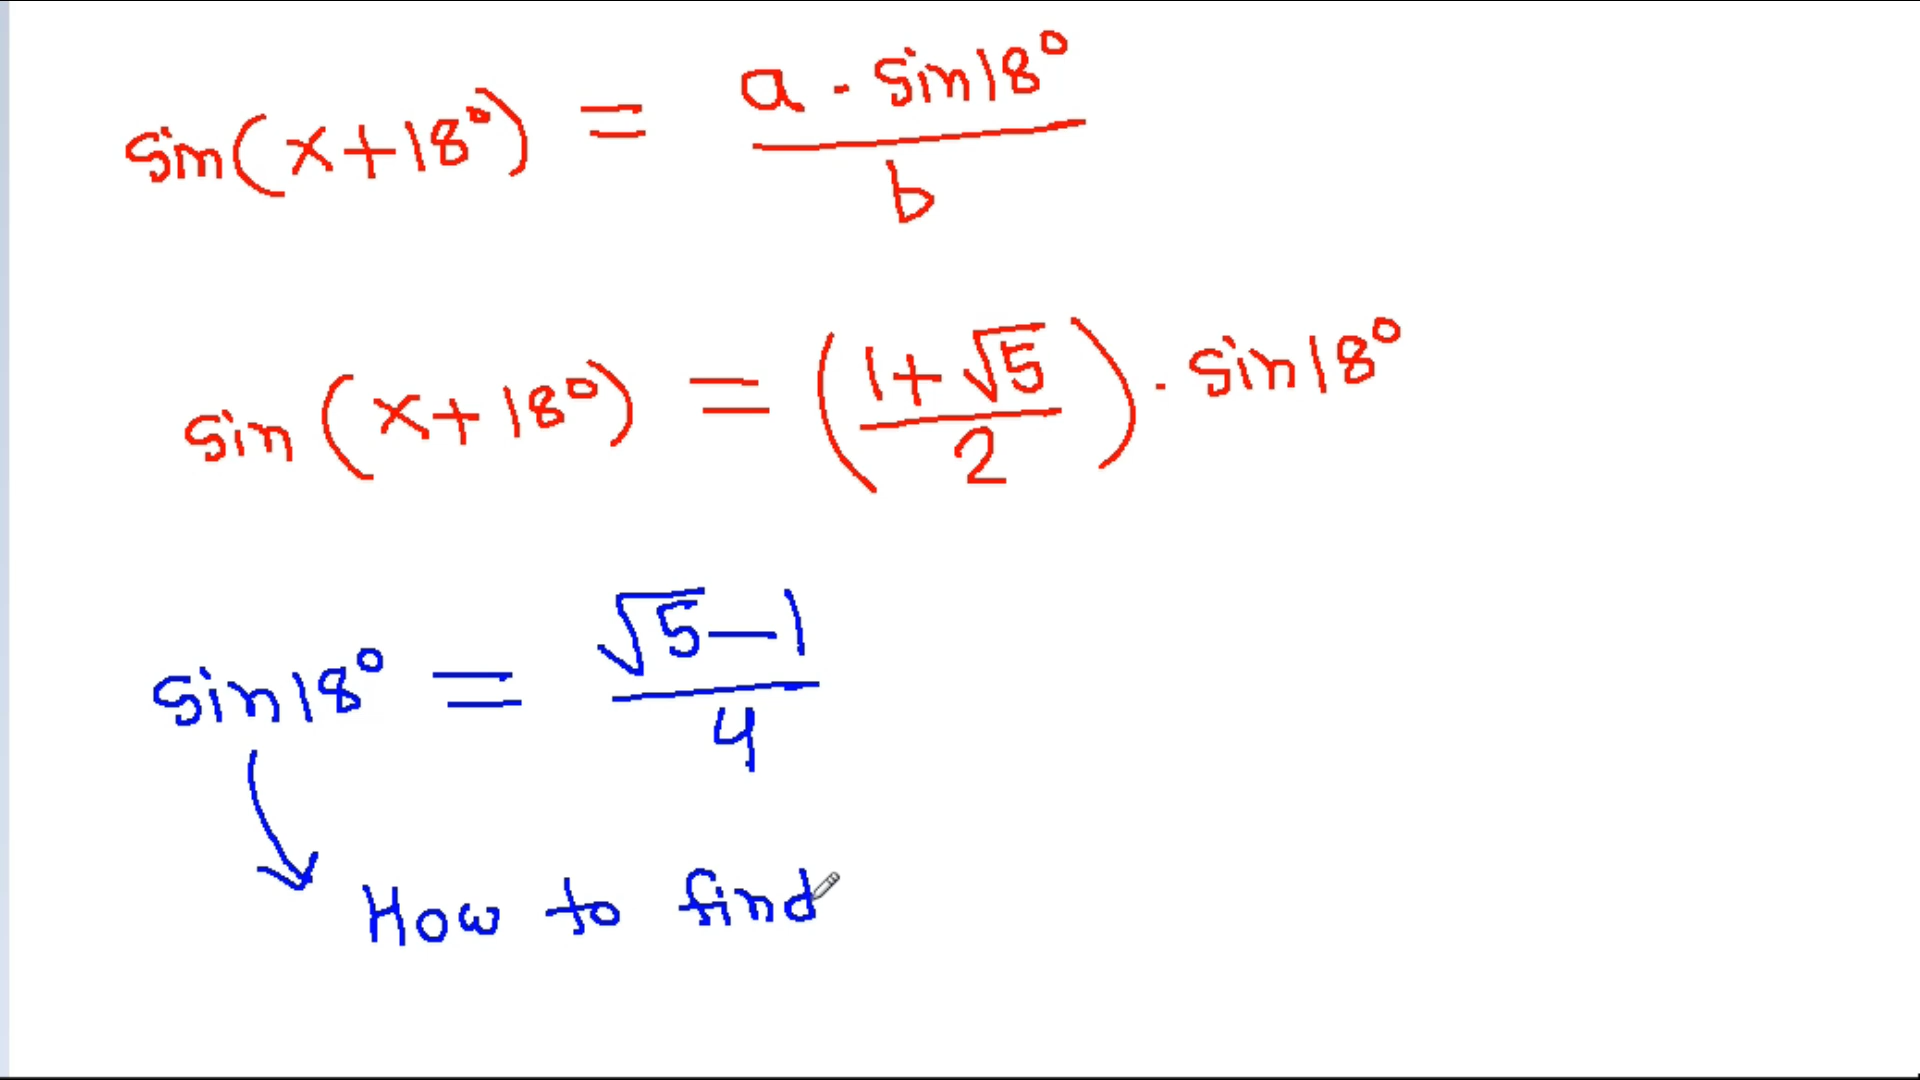 sin(x+18°) = a · sin18° / b
sin(x+18°) = (1+√5 / 2) · sin18°
sin18° = √5−1 / 4
How to find